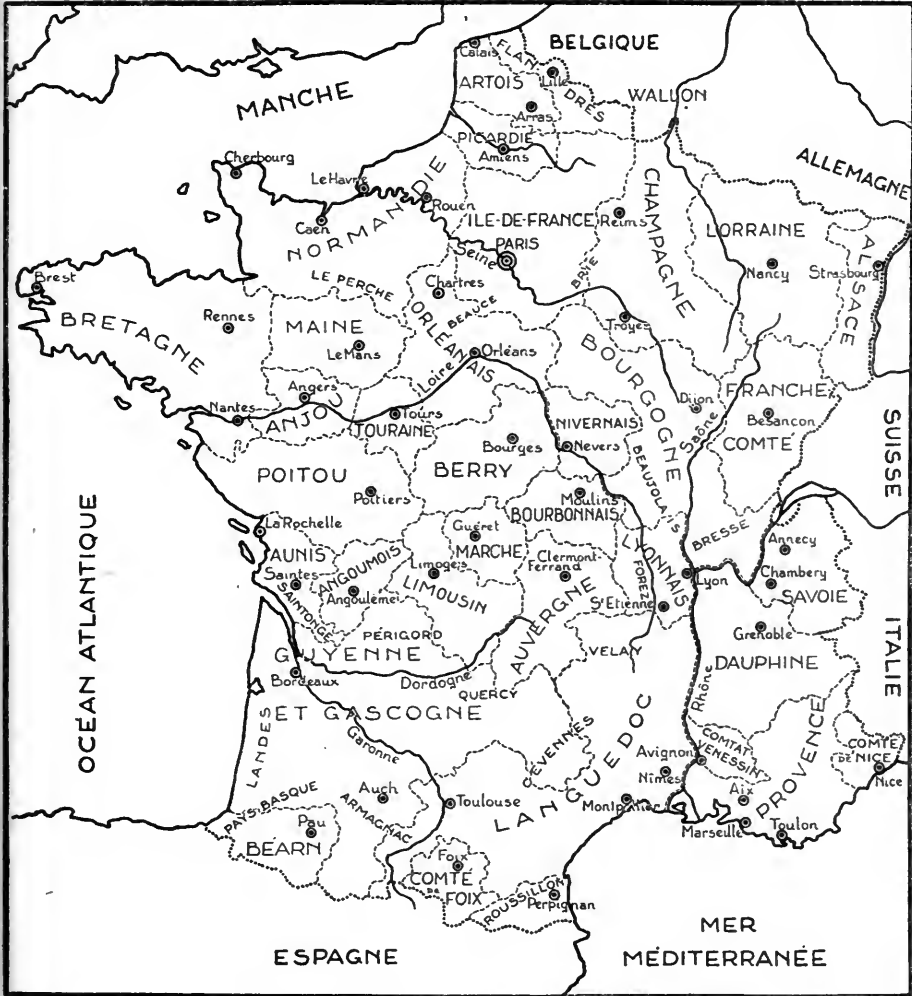 BELGIQUE
Calais
FLANDRES
Lille
ARTOIS
MANCHE
WALLON
Arras
PICARDIE
Amiens
Cherbourg
ALLEMAGNE
Le Havre
Rouen
NORMANDIE
ILE-DE-FRANCE
Reims
CHAMPAGNE
Caen
LORRAINE
ALSACE
Seine
PARIS
Nancy
Strasbourg
Brest
LE PERCHE
Chartres
BRIE
BEAUCE
BRETAGNE
Rennes
MAINE
Le Mans
ORLEANAIS
Troyes
Orléans
BOURGOGNE
Loire
Angers
Nantes
ANJOU
Tours
TOURAINE
NIVERNAIS
Dijon
FRANCHE
COMTÉ
Besancon
Saône
SUISSE
Bourges
Nevers
POITOU
BERRY
BEAUJOLAIS
Poitiers
Moulins
BOURBONNAIS
OCÉAN ATLANTIQUE
La Rochelle
Guéret
MARCHE
BRESSE
Annecy
AUNIS
ANGOUMOIS
Limoges
Clermont-
Ferrand
LYONNAIS
Lyon
Chambery
SAVOIE
Saintes
SAINTONGE
Angouleme
LIMOUSIN
FOREZ
St Etienne
AUVERGNE
Grenoble
ITALIE
PÉRIGORD
GUYENNE
VELAY
DAUPHINE
Bordeaux
Dordogne
QUERCY
Rhône
ET GASCOGNE
LANDES
Garonne
CÉVENNES
LANGUEDOC
COMTAT
VENESSIN
PROVENCE
COMTÉ
DE NICE
Avignon
Nîmes
Nice
PAYS-BASQUE
Auch
ARMAGNAC
Toulouse
Montpellier
Aix
Marseille
Toulon
Pau
BÉARN
Foix
COMTÉ
DE
FOIX
ROUSSILLON
Perpignan
MER
MÉDITERRANÉE
ESPAGNE